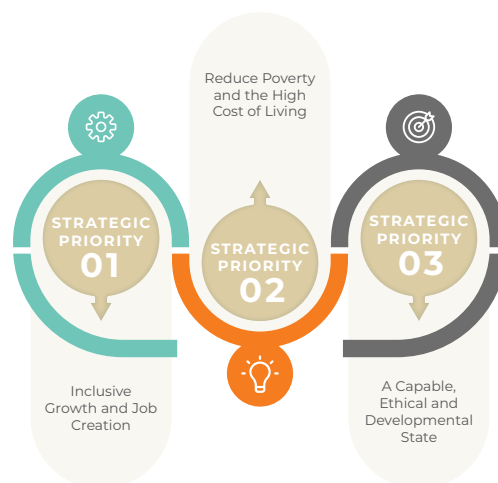 STRATEGIC
PRIORITY
01
Inclusive
Growth and Job
Creation
Reduce Poverty
and the High
Cost of Living
STRATEGIC
PRIORITY
02
STRATEGIC
PRIORITY
03
A Capable,
Ethical and
Developmental
State